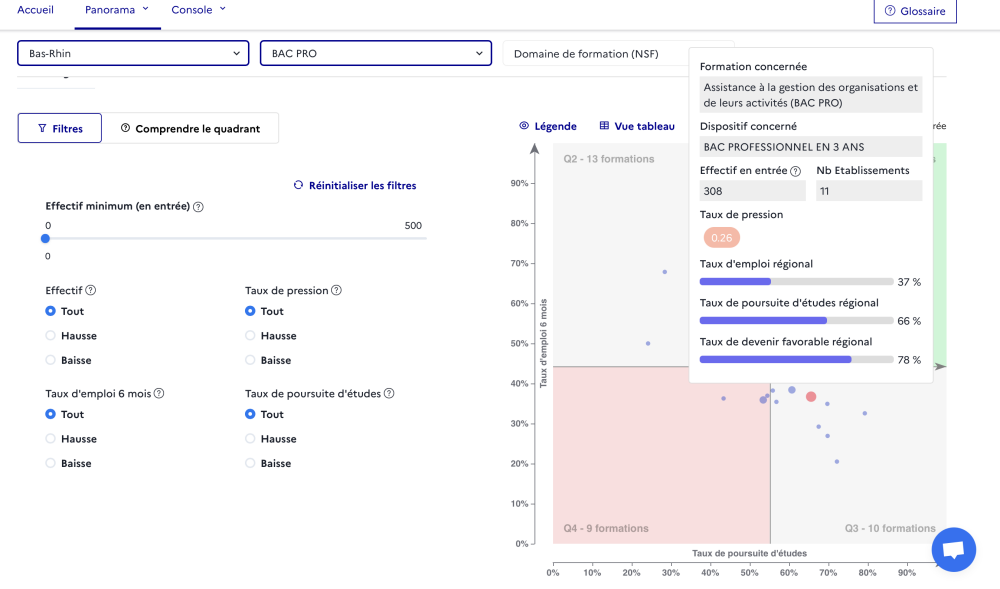 Accueil
Panorama
Console
Glossaire
Bas-Rhin
BAC PRO
Domaine de formation (NSF)
Filtres
Comprendre le quadrant
Réinitialiser les filtres
Effectif minimum (en entrée)
0
500
0
Effectif
Tout
Hausse
Baisse
Taux de pression
Tout
Hausse
Baisse
Taux d'emploi 6 mois
Tout
Hausse
Baisse
Taux de poursuite d'études
Tout
Hausse
Baisse
Légende
Vue tableau
Q2 - 13 formations
90%
80%
70%
60%
50%
40%
30%
20%
10%
0%
Taux d'emploi 6 mois
Q4 - 9 formations
Q3 - 10 formations
Taux de poursuite d'études
0%
10%
20%
30%
40%
50%
60%
70%
80%
90%
Formation concernée
Assistance à la gestion des organisations et
de leurs activités (BAC PRO)
Dispositif concerné
BAC PROFESSIONNEL EN 3 ANS
Effectif en entrée
308
Nb Etablissements
11
Taux de pression
0.26
Taux d'emploi régional
37 %
Taux de poursuite d'études régional
66 %
Taux de devenir favorable régional
78 %